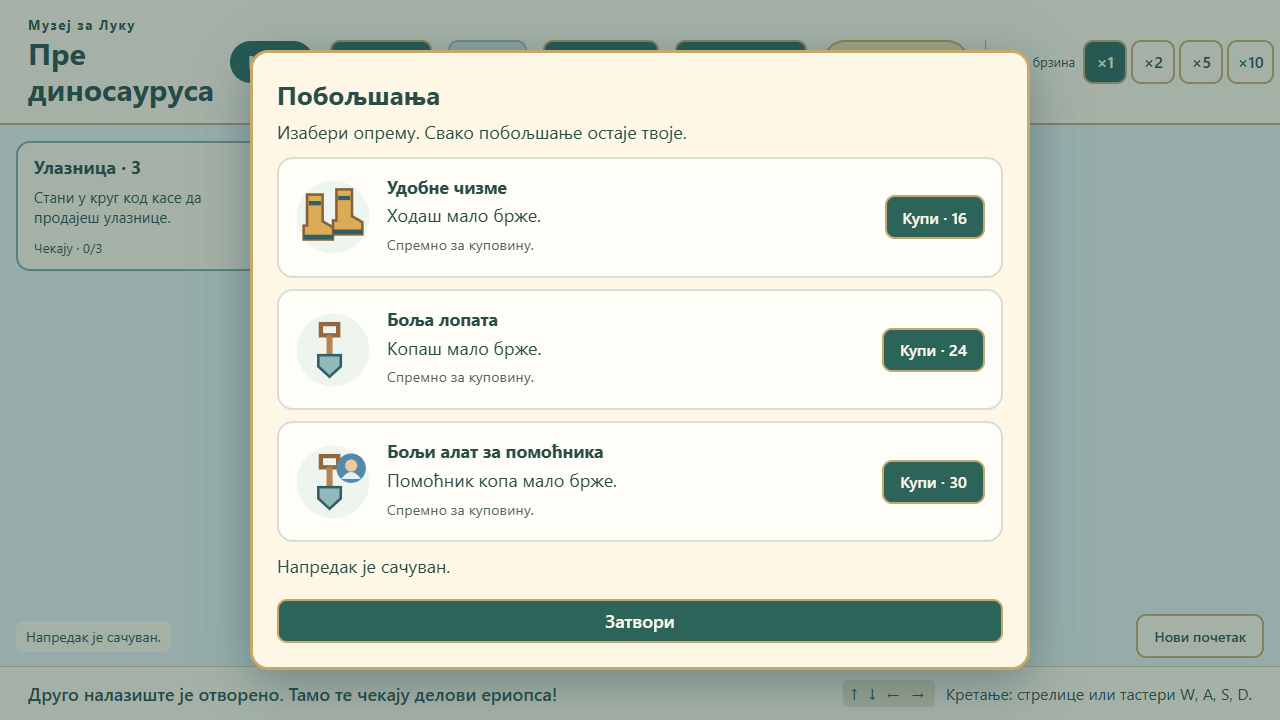 Музеј за Луку
Пре
диносауруса
брзина
×1
×2
×5
×10
Улазница · 3
Стани у круг код касе да
продајеш улазнице.
Чекају · 0/3
Побољшања
Изабери опрему. Свако побољшање остаје твоје.
Удобне чизме
Ходаш мало брже.
Спремно за куповину.
Купи · 16
Боља лопата
Копаш мало брже.
Спремно за куповину.
Купи · 24
Бољи алат за помоћника
Помоћник копа мало брже.
Спремно за куповину.
Купи · 30
Напредак је сачуван.
Затвори
Напредак је сачуван.
Нови почетак
Друго налазиште је отворено. Тамо те чекају делови ериопса!
↑ ↓ ← →
Кретање: стрелице или тастери W, A, S, D.